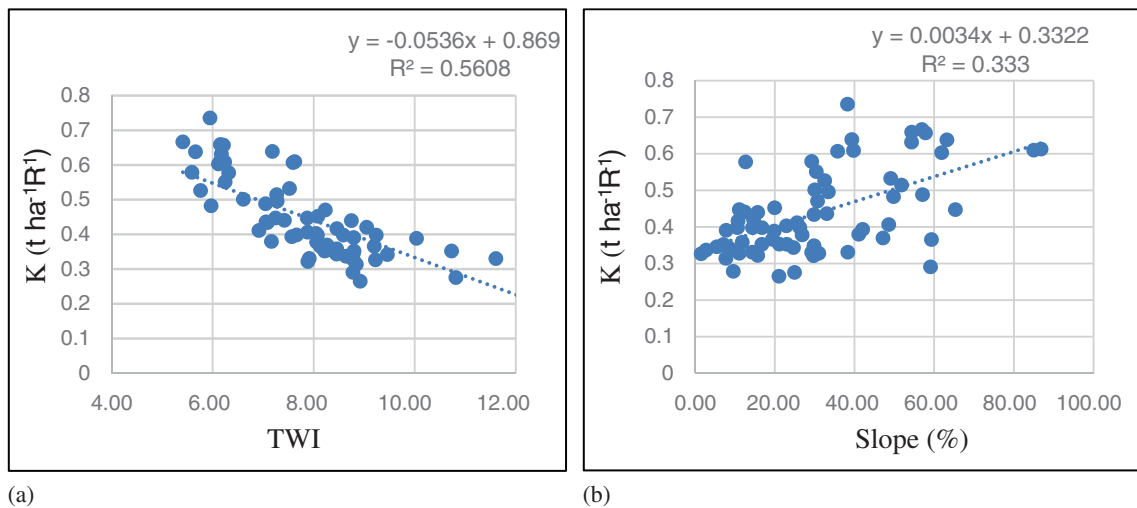 y = -0.0536x + 0.869
R² = 0.5608
0.8
0.7
0.6
0.5
0.4
0.3
0.2
0.1
0
K (t ha⁻¹R⁻¹)
4.00 6.00 8.00 10.00 12.00
TWI
(a)
y = 0.0034x + 0.3322
R² = 0.333
0.8
0.7
0.6
0.5
0.4
0.3
0.2
0.1
0
K (t ha⁻¹R⁻¹)
0.00 20.00 40.00 60.00 80.00 100.00
Slope (%)
(b)